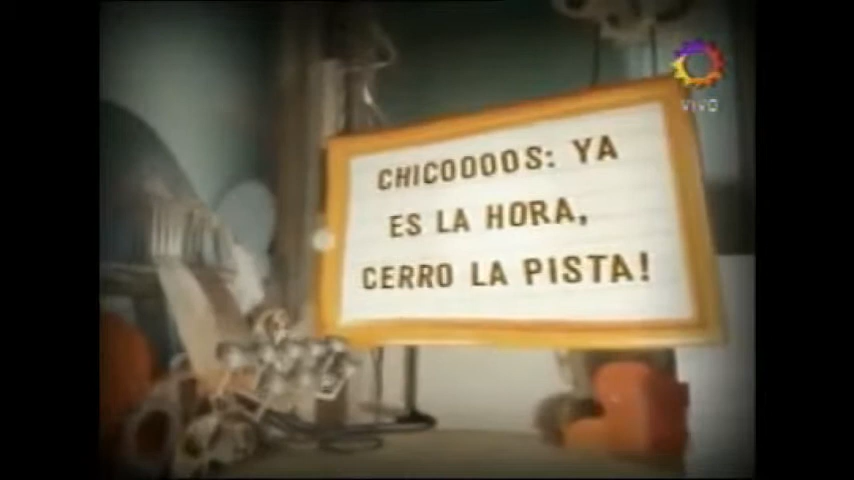 VIVO
CHICOOOOS: YA
ES LA HORA,
CERRO LA PISTA!